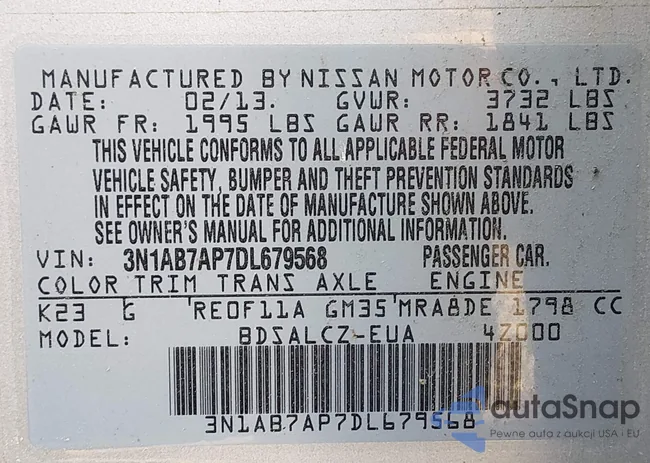 MANUFACTURED BY NISSAN MOTOR CO., LTD.
DATE: 02/13. GVWR: 3732 LBS
GAWR FR: 1995 LBS GAWR RR: 1841 LBS
THIS VEHICLE CONFORMS TO ALL APPLICABLE FEDERAL MOTOR
VEHICLE SAFETY, BUMPER AND THEFT PREVENTION STANDARDS
IN EFFECT ON THE DATE OF MANUFACTURE SHOWN ABOVE.
SEE OWNER'S MANUAL FOR ADDITIONAL INFORMATION.
VIN: 3N1AB7AP7DL679568 PASSENGER CAR.
COLOR TRIM TRANS AXLE ENGINE
K23 G RE0F11A GM35 MRA8DE 1798 CC
MODEL: BDSALCZ-EUA 4Z000
3N1AB7AP7DL679568
autaSnap
Pewne auta z aukcji USA • EU